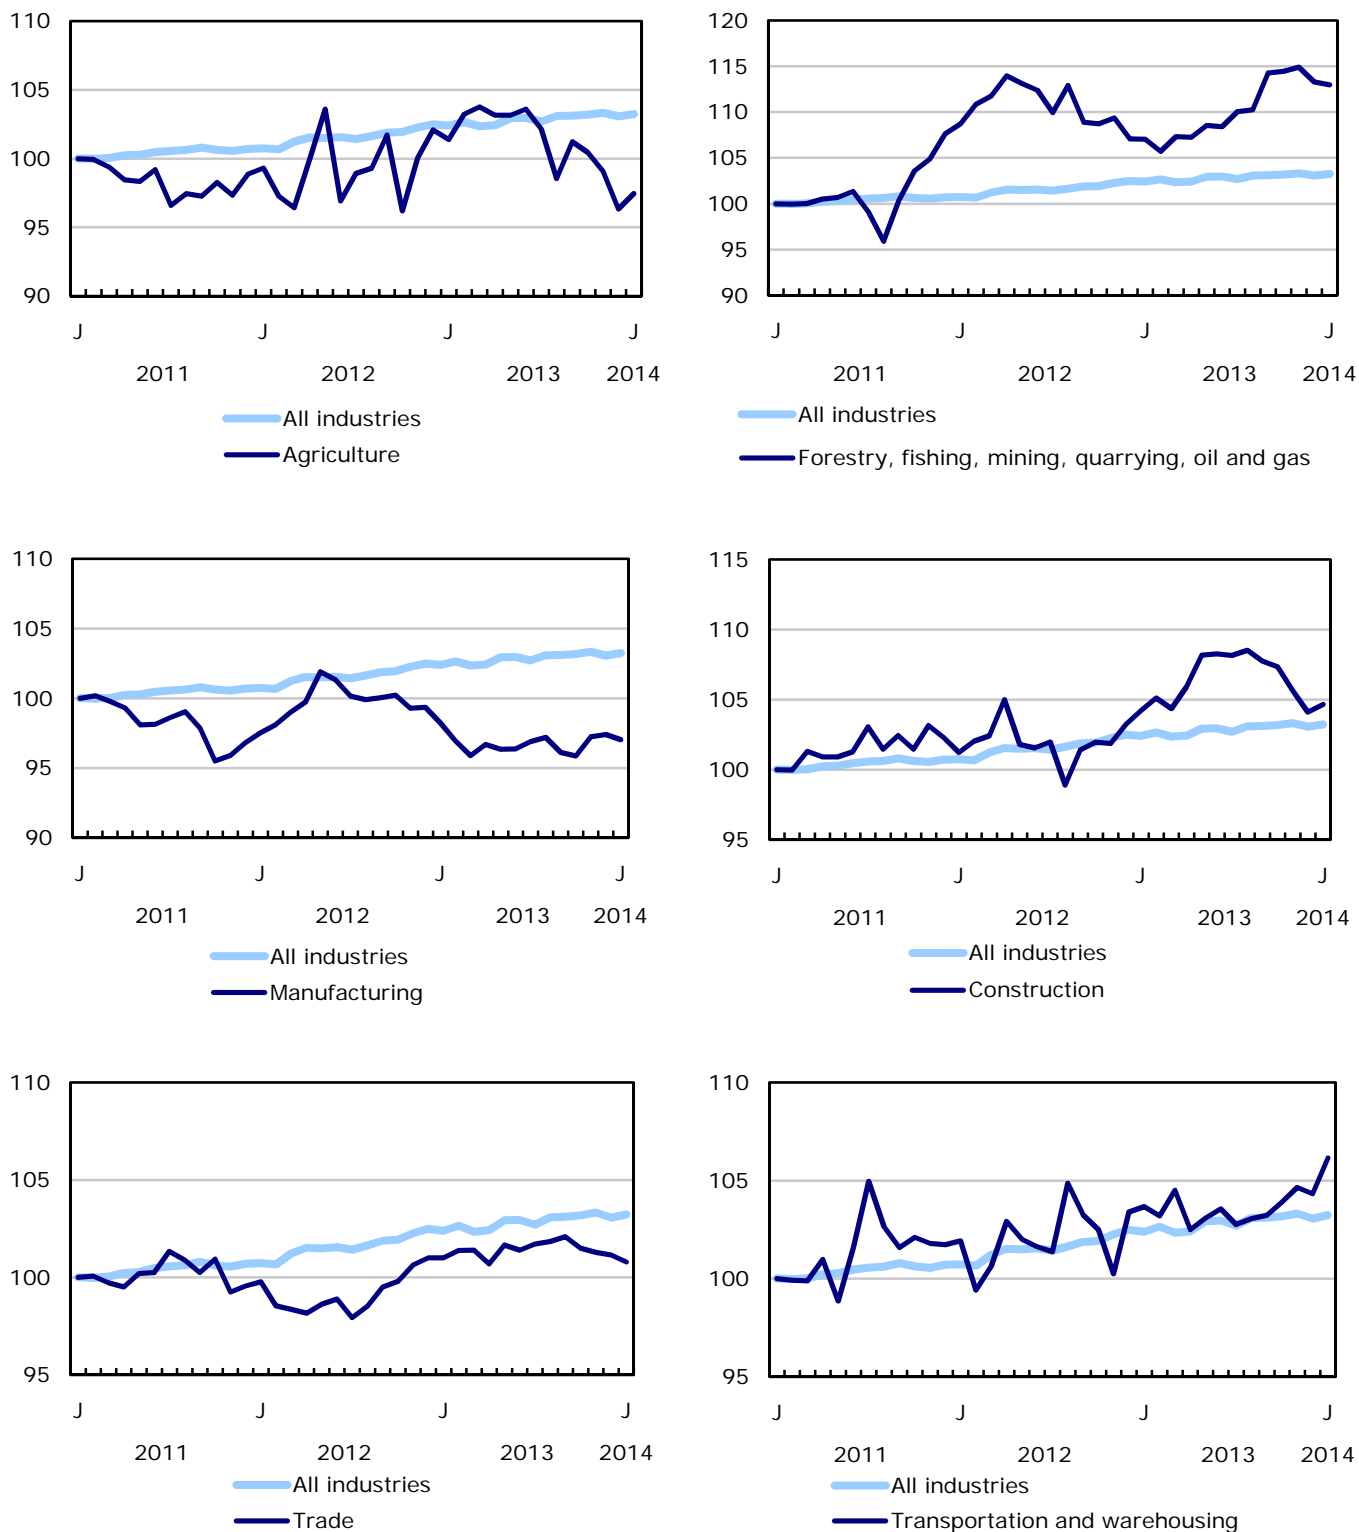 110
105
100
95
90
J J J J
2011 2012 2013 2014
All industries
Agriculture
120
115
110
105
100
95
90
J J J J
2011 2012 2013 2014
All industries
Forestry, fishing, mining, quarrying, oil and gas
110
105
100
95
90
J J J J
2011 2012 2013 2014
All industries
Manufacturing
115
110
105
100
95
J J J J
2011 2012 2013 2014
All industries
Construction
110
105
100
95
J J J J
2011 2012 2013 2014
All industries
Trade
110
105
100
95
J J J J
2011 2012 2013 2014
All industries
Transportation and warehousing